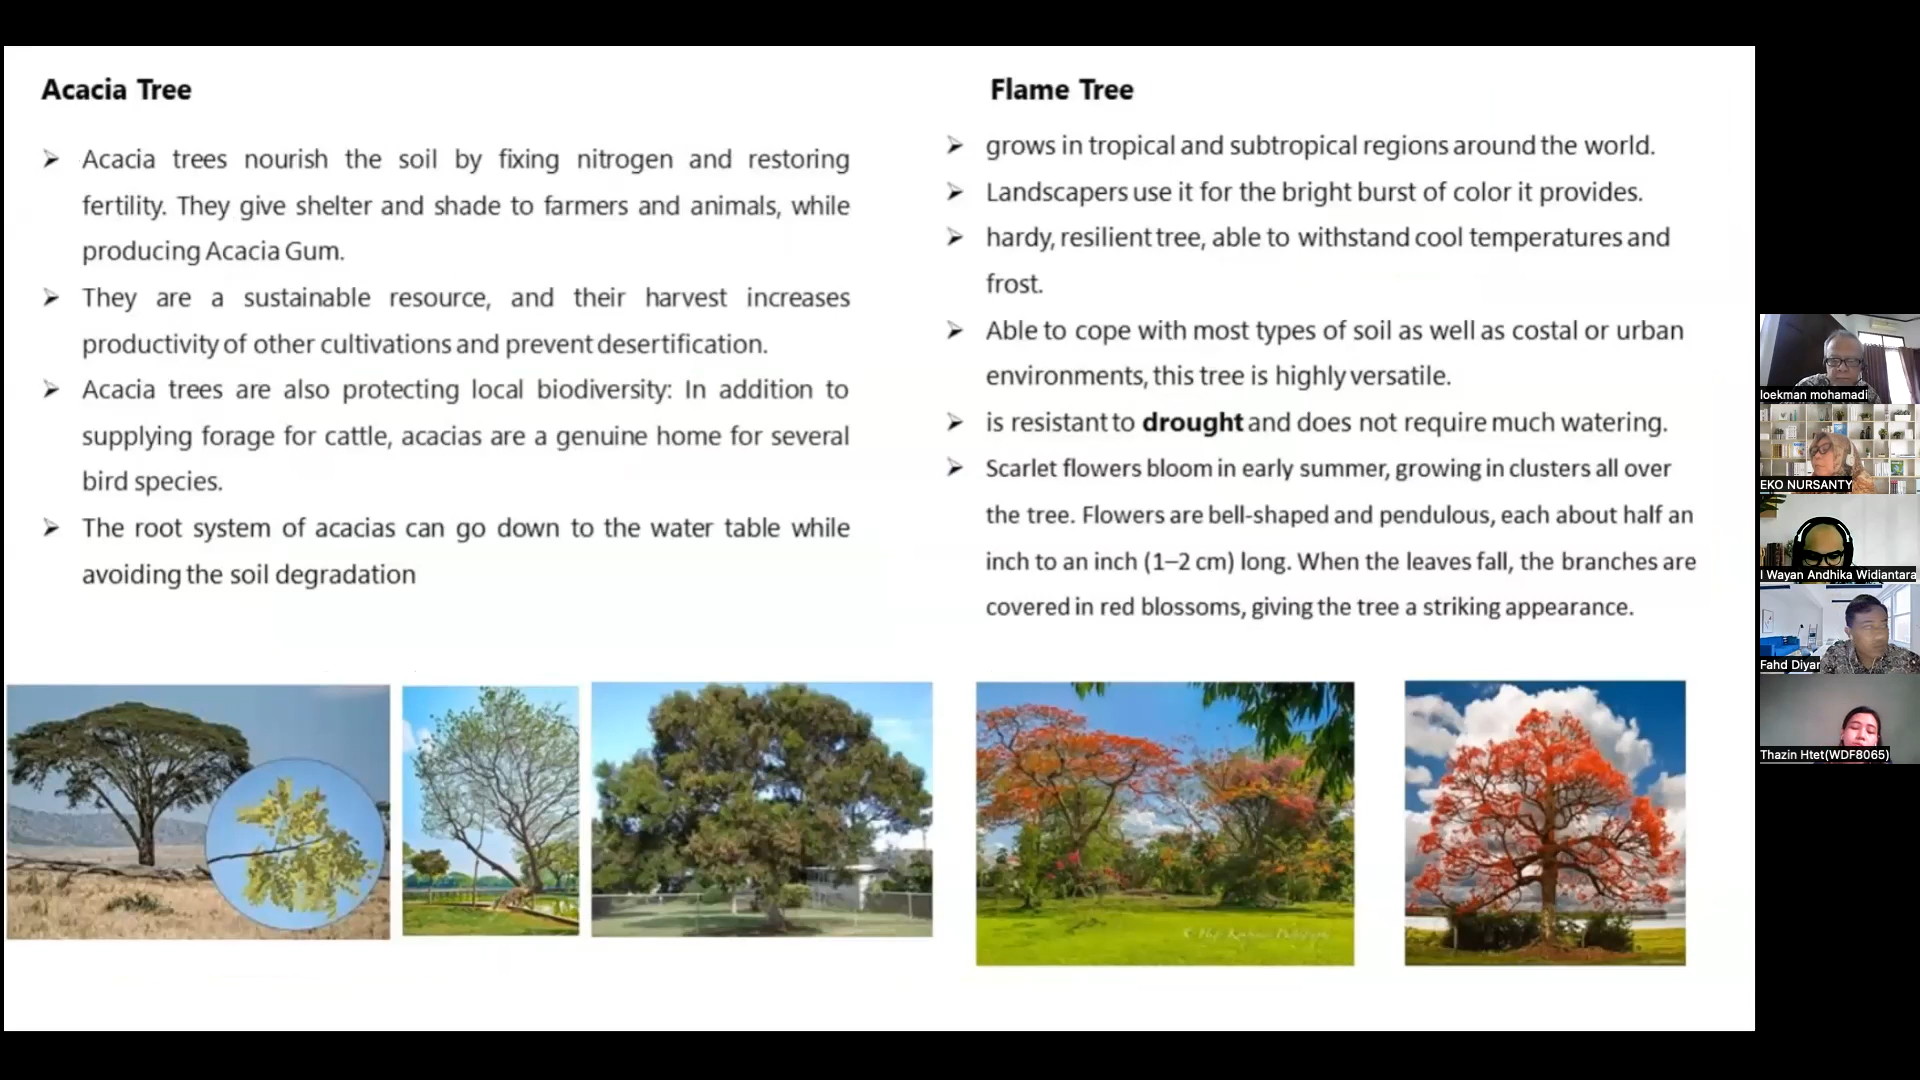 Acacia Tree
➢ Acacia trees nourish the soil by fixing nitrogen and restoring
fertility. They give shelter and shade to farmers and animals, while
producing Acacia Gum.
➢ They are a sustainable resource, and their harvest increases
productivity of other cultivations and prevent desertification.
➢ Acacia trees are also protecting local biodiversity: In addition to
supplying forage for cattle, acacias are a genuine home for several
bird species.
➢ The root system of acacias can go down to the water table while
avoiding the soil degradation
Flame Tree
➢ grows in tropical and subtropical regions around the world.
➢ Landscapers use it for the bright burst of color it provides.
➢ hardy, resilient tree, able to withstand cool temperatures and
frost.
➢ Able to cope with most types of soil as well as costal or urban
environments, this tree is highly versatile.
➢ is resistant to drought and does not require much watering.
➢ Scarlet flowers bloom in early summer, growing in clusters all over
the tree. Flowers are bell-shaped and pendulous, each about half an
inch to an inch (1–2 cm) long. When the leaves fall, the branches are
covered in red blossoms, giving the tree a striking appearance.
loekman mohamadi
EKO NURSANTY
I Wayan Andhika Widiantara
Fahd Diyar
Thazin Htet(WDF8065)